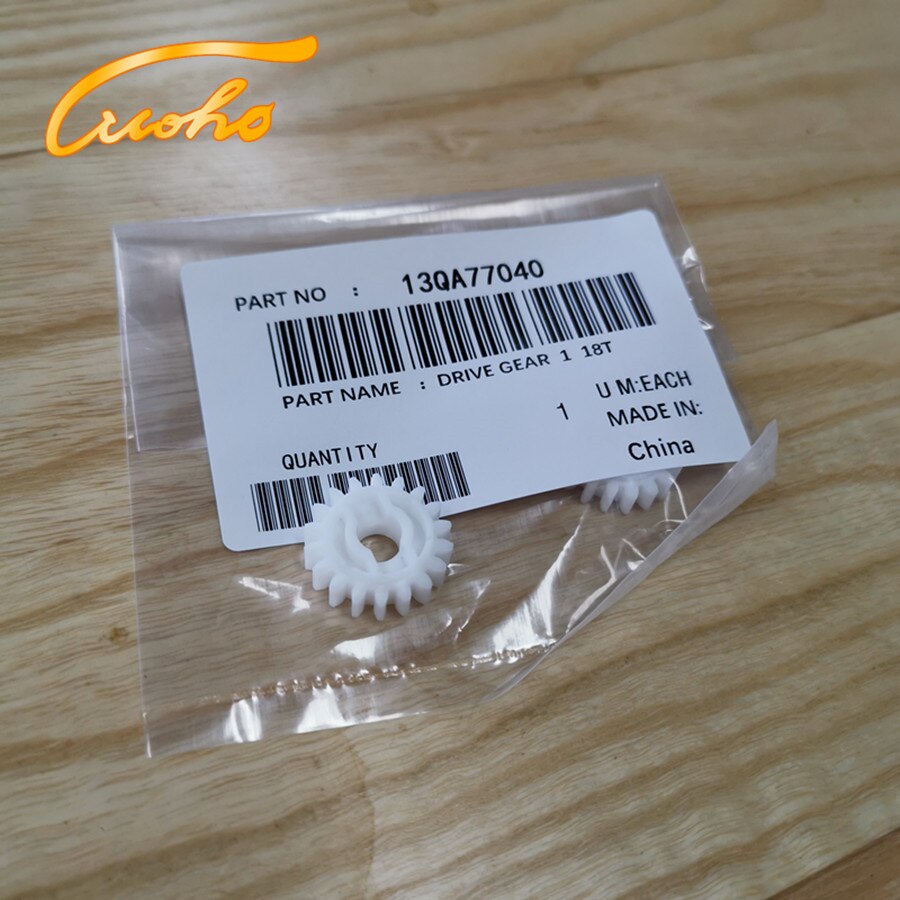 Cuoho
PART NO : 13QA77040
PART NAME : DRIVE GEAR 1 18T
1 U M:EACH
MADE IN:
China
QUANTITY